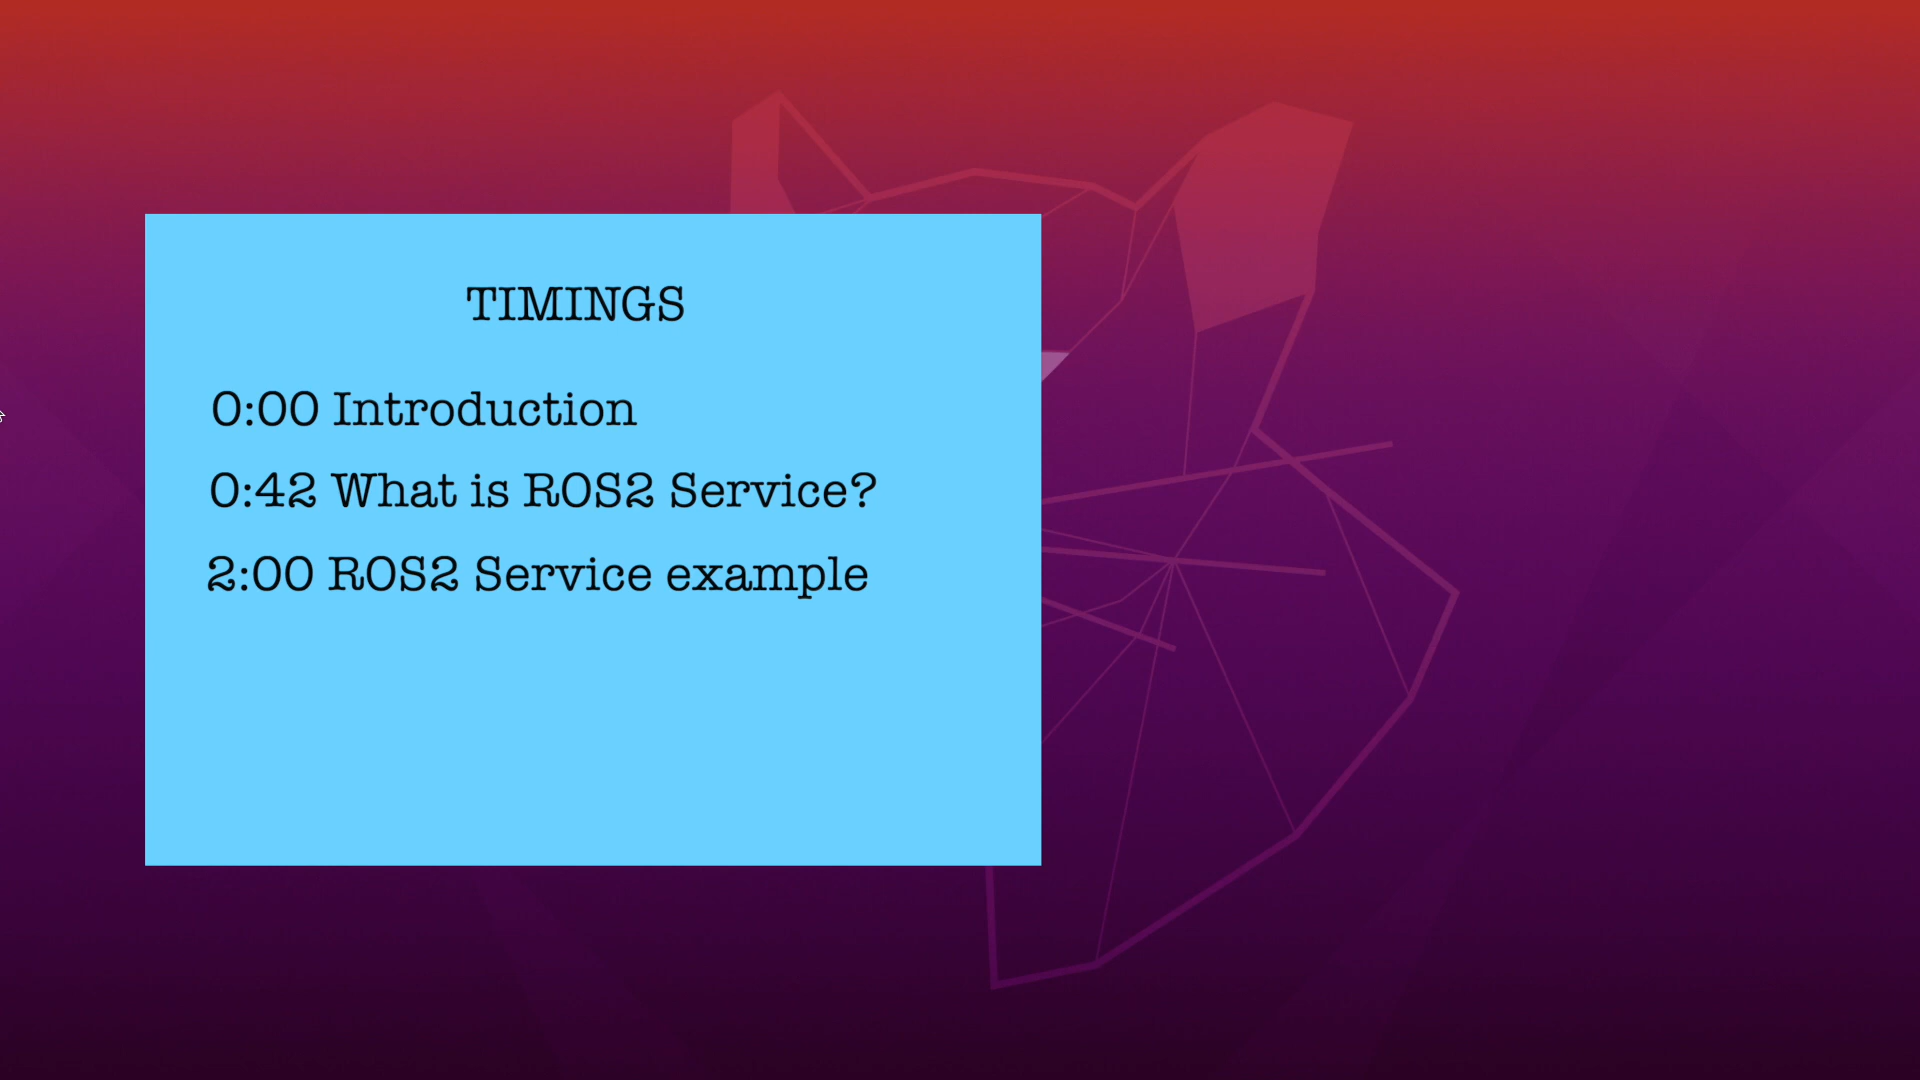 TIMINGS
0:00 Introduction
0:42 What is ROS2 Service?
2:00 ROS2 Service example